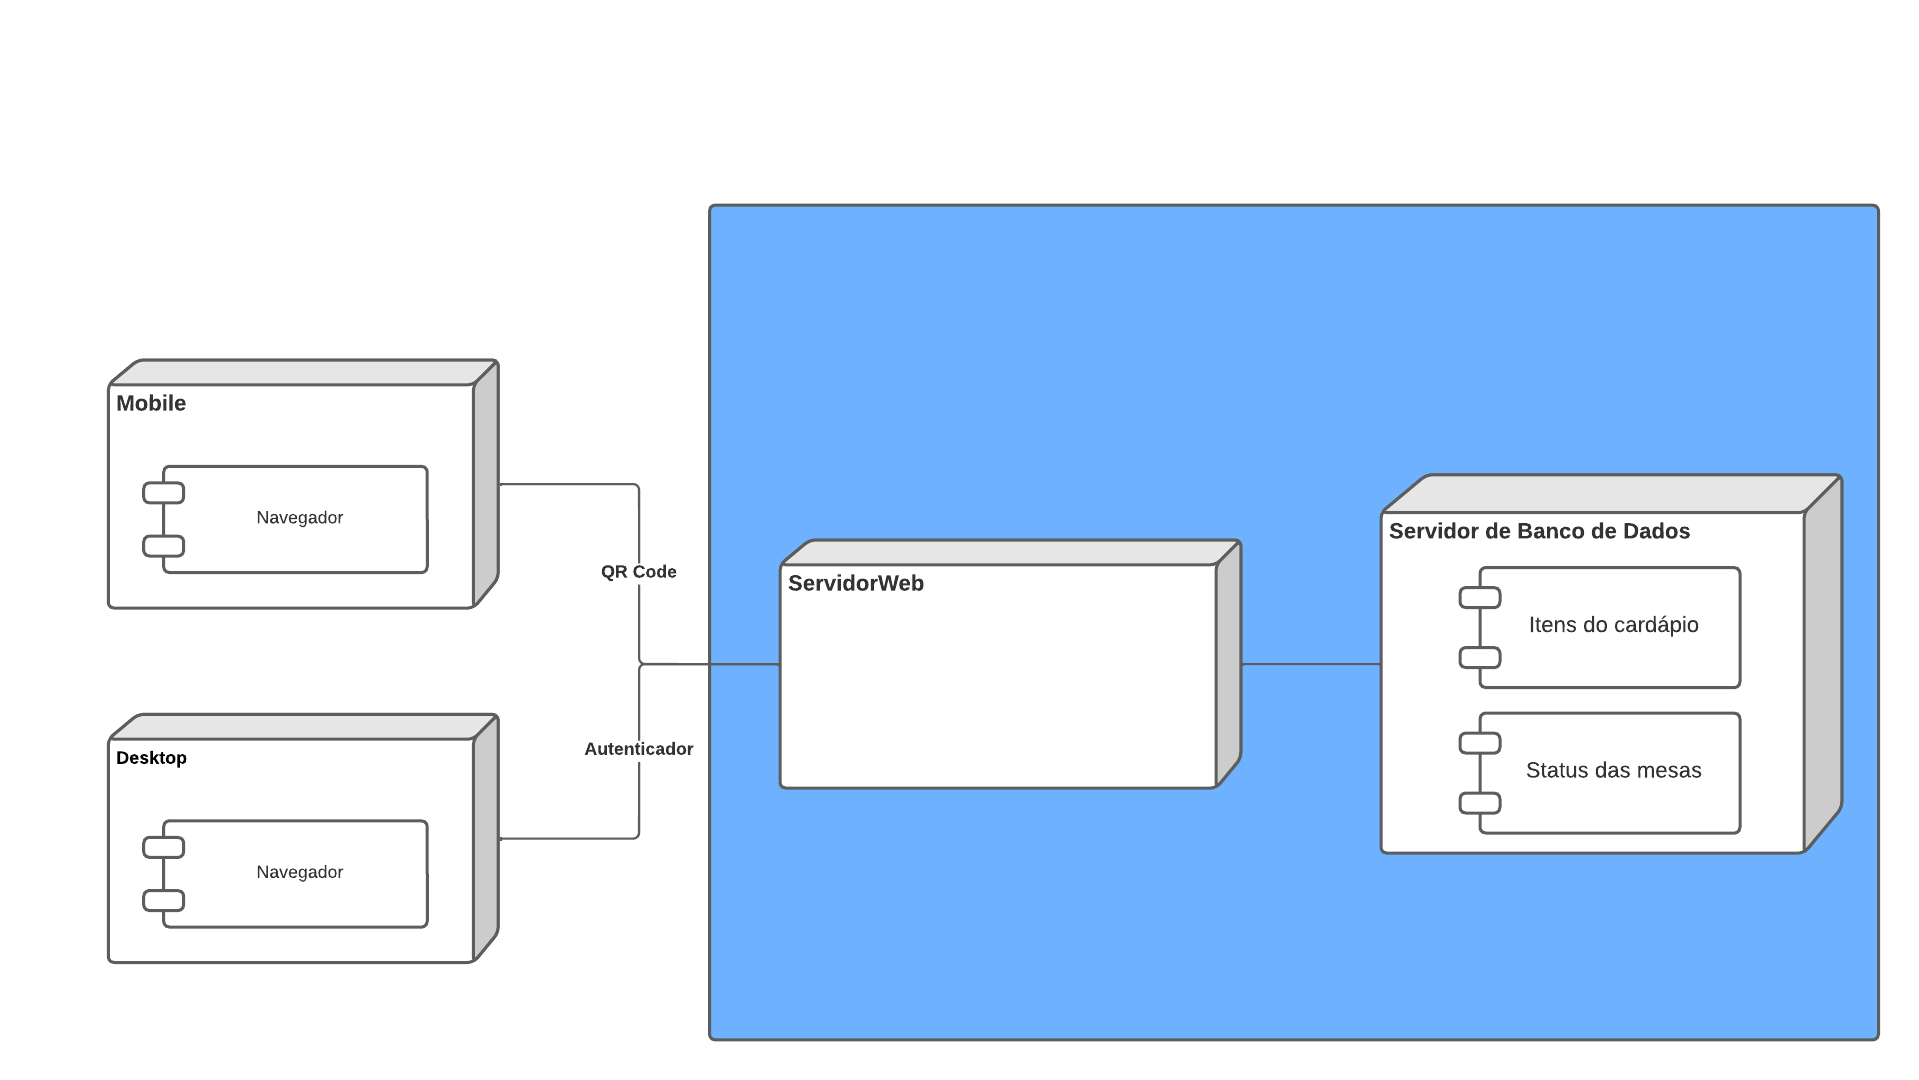 Mobile
Navegador
QR Code
Desktop
Navegador
Autenticador
ServidorWeb
Servidor de Banco de Dados
Itens do cardápio
Status das mesas